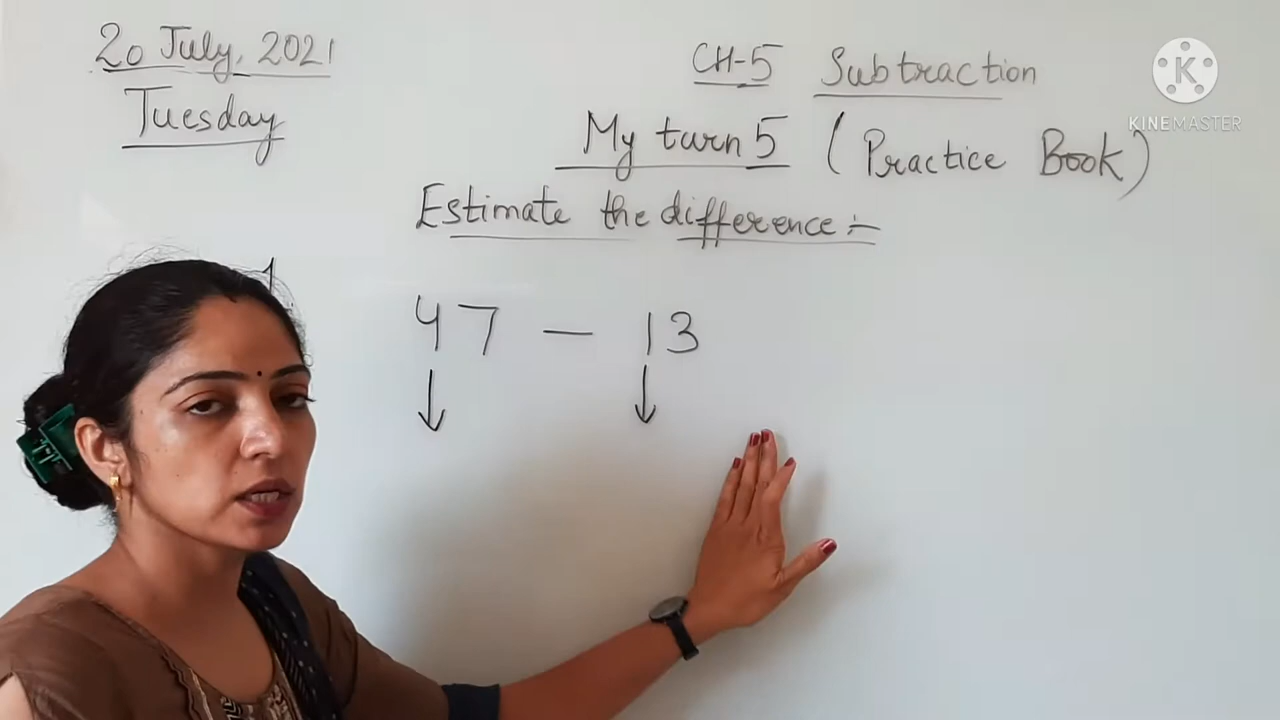 20 July, 2021
Tuesday
CH-5 Subtraction
My turn 5 (Practice Book)
Estimate the difference :-
47 - 13
KINEMASTER